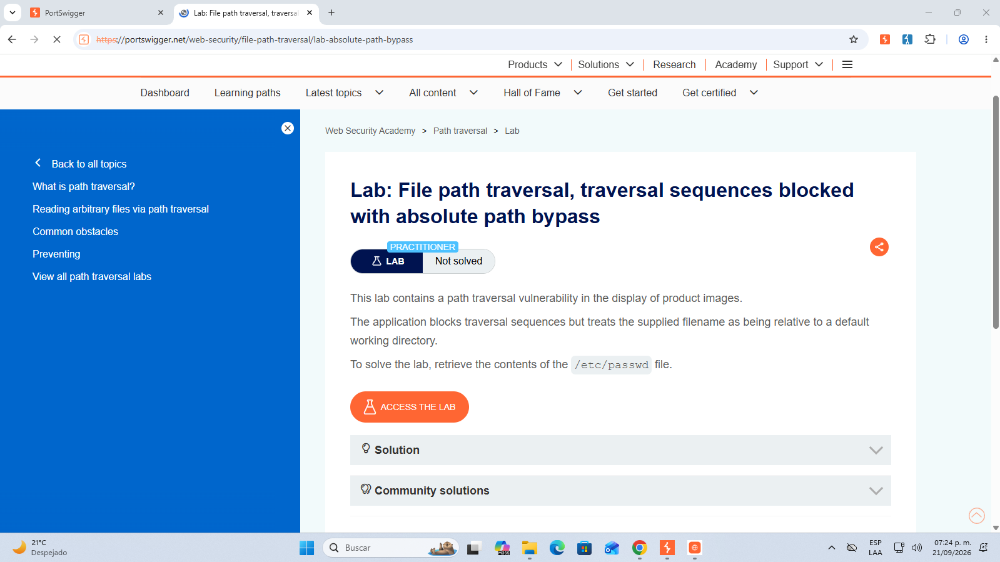 PortSwigger
Lab: File path traversal, traversal
https://portswigger.net/web-security/file-path-traversal/lab-absolute-path-bypass
Products
Solutions
Research
Academy
Support
Dashboard
Learning paths
Latest topics
All content
Hall of Fame
Get started
Get certified
Back to all topics
What is path traversal?
Reading arbitrary files via path traversal
Common obstacles
Preventing
View all path traversal labs
Web Security Academy > Path traversal > Lab
Lab: File path traversal, traversal sequences blocked
with absolute path bypass
PRACTITIONER
LAB
Not solved
This lab contains a path traversal vulnerability in the display of product images.
The application blocks traversal sequences but treats the supplied filename as being relative to a default
working directory.
To solve the lab, retrieve the contents of the /etc/passwd file.
ACCESS THE LAB
Solution
Community solutions
21°C
Despejado
Buscar
M365
ESP
LAA
07:24 p. m.
21/09/2026